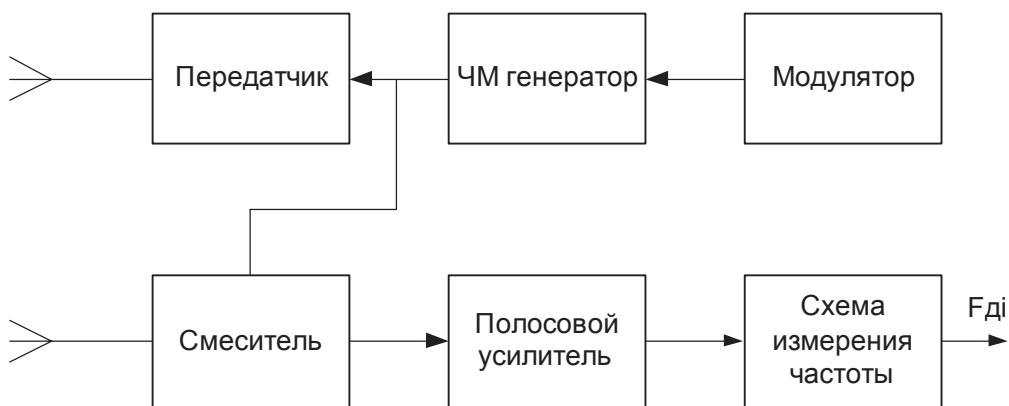 Передатчик
ЧМ генератор
Модулятор
Смеситель
Полосовой
усилитель
Схема
измерения
частоты
Fді